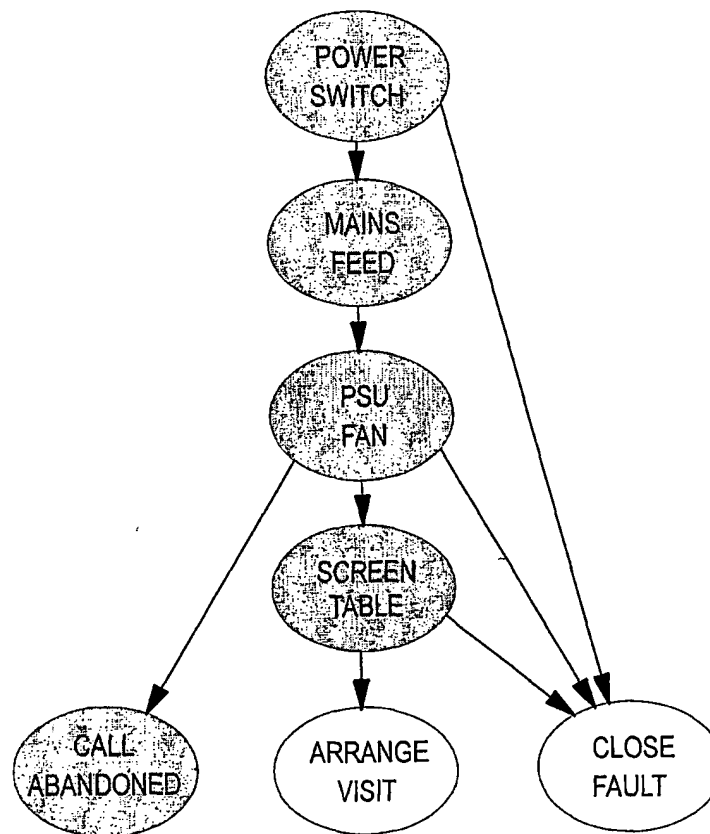 POWER
SWITCH
MAINS
FEED
PSU
FAN
SCREEN
TABLE
CALL
ABANDONED
ARRANGE
VISIT
CLOSE
FAULT